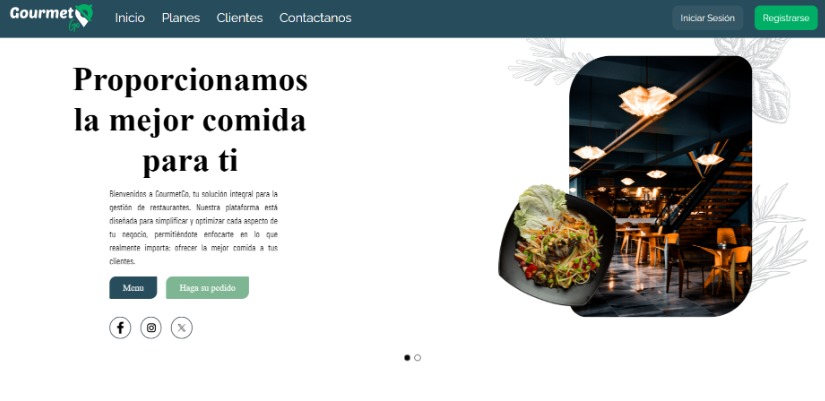 Gourmet
Go
Inicio Planes Clientes Contactanos
Iniciar Sesión Registrarse
Proporcionamos
la mejor comida
para ti
Bienvenidos a GourmetGo, tu solución integral para la
gestión de restaurantes. Nuestra plataforma está
diseñada para simplificar y optimizar cada aspecto de
tu negocio, permitiéndote enfocarte en lo que
realmente importa: ofrecer la mejor comida a tus
clientes.
Menu Haga su pedido